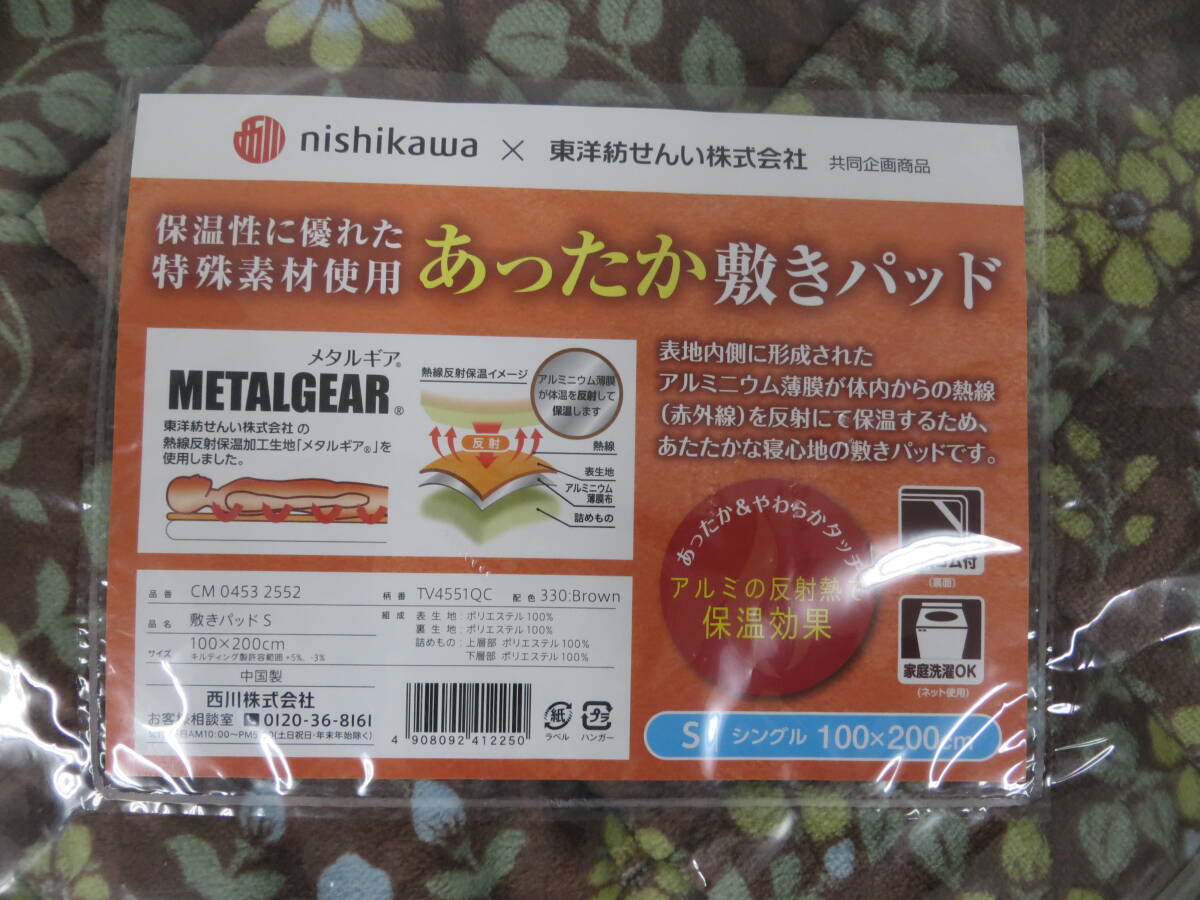 西川 nishikawa × 東洋紡せんい株式会社 共同企画商品
保温性に優れた
特殊素材使用
あったか敷きパッド
メタルギア®
METALGEAR®
東洋紡せんい株式会社の
熱線反射保温加工生地「メタルギア®」を
使用しました。
熱線反射保温イメージ
アルミニウム薄膜
が体温を反射して
保温します
反射
熱線
表生地
アルミニウム
薄膜布
詰めもの
表地内側に形成された
アルミニウム薄膜が体内からの熱線
(赤外線)を反射にて保温するため、
あたたかな寝心地の敷きパッドです。
あったか&やわらかタッチ
アルミの反射熱で
保温効果
ゴム付
(裏面)
家庭洗濯OK
(ネット使用)
品番 CM 0453 2552
品名 敷きパッド S
サイズ 100×200cm
キルティング製許容範囲 +5%、-3%
中国製
西川株式会社
お客様相談室 0120-36-8161
AM10:00~PM5 0(土日祝日・年末年始除く)
柄番 TV4551QC 配色 330:Brown
組成 表生地:ポリエステル100%
裏生地:ポリエステル100%
詰めもの:上層部 ポリエステル100%
下層部 ポリエステル100%
4 908092 412250
紙
ラベル
プラ
ハンガー
S シングル 100×200cm